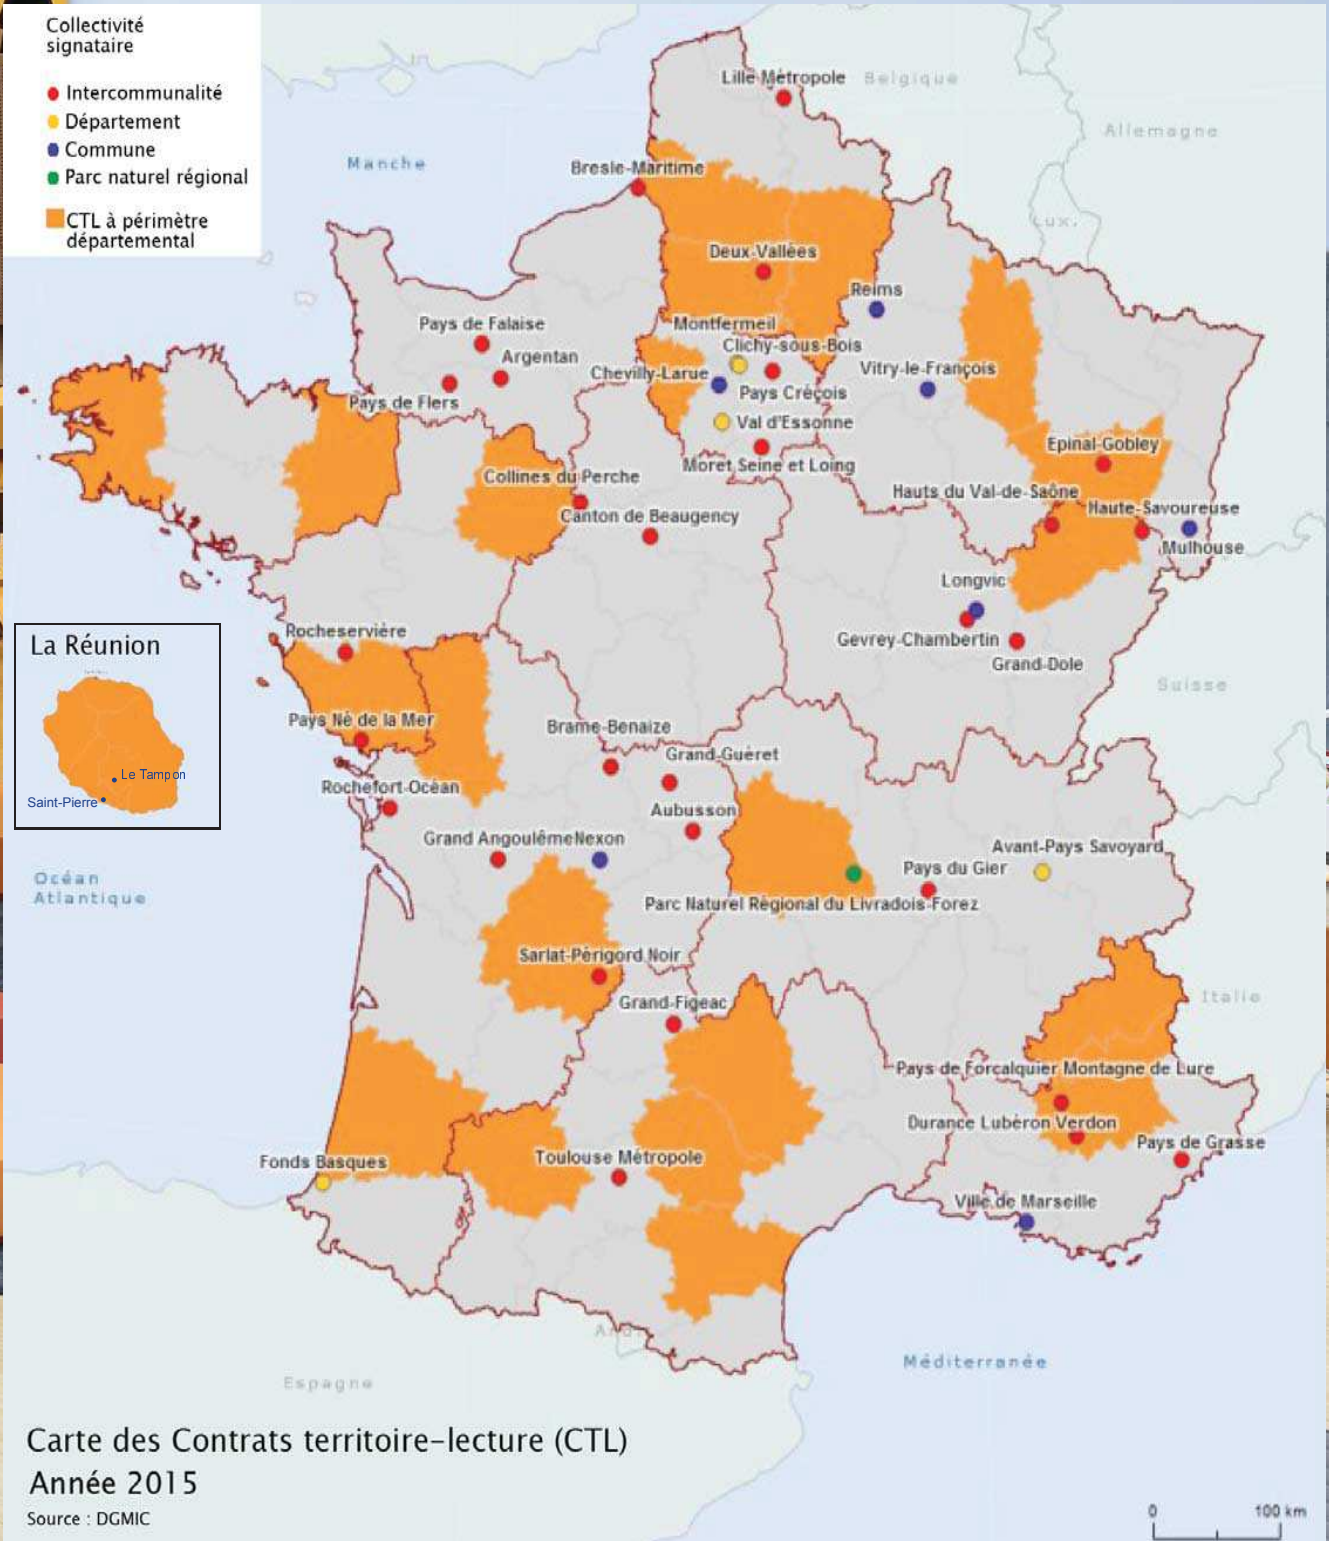 Collectivité
signataire
Intercommunalité
Département
Commune
Parc naturel régional
CTL à périmètre
départemental
Lille Métropole
Belgique
Allemagne
Manche
Bresle-Maritime
Lux.
Deux-Vallées
Reims
Pays de Falaise
Montfermeil
Clichy-sous-Bois
Argentan
Chevilly-Larue
Vitry-le-François
Pays de Flers
Pays Créçois
Val d'Essonne
Epinal-Gobley
Moret Seine et Loing
Collines du Perche
Hauts du Val-de-Saône
Haute-Savoureuse
Canton de Beaugency
Mulhouse
Longvic
Rocheservière
Gevrey-Chambertin
La Réunion
Grand-Dole
Suisse
Pays Né de la Mer
Brame-Benaize
Grand-Guéret
Le Tampon
Rochefort-Océan
Saint-Pierre
Aubusson
Grand Angoulême
Nexon
Avant-Pays Savoyard
Pays du Gier
Océan
Atlantique
Parc Naturel Régional du Livradois-Forez
Sarlat-Périgord Noir
Grand-Figeac
Italie
Pays de Forcalquier Montagne de Lure
Durance Lubéron Verdon
Pays de Grasse
Fonds Basques
Toulouse Métropole
Ville de Marseille
Méditerranée
Espagne
Carte des Contrats territoire-lecture (CTL)
Année 2015
Source : DGMIC
0 100 km